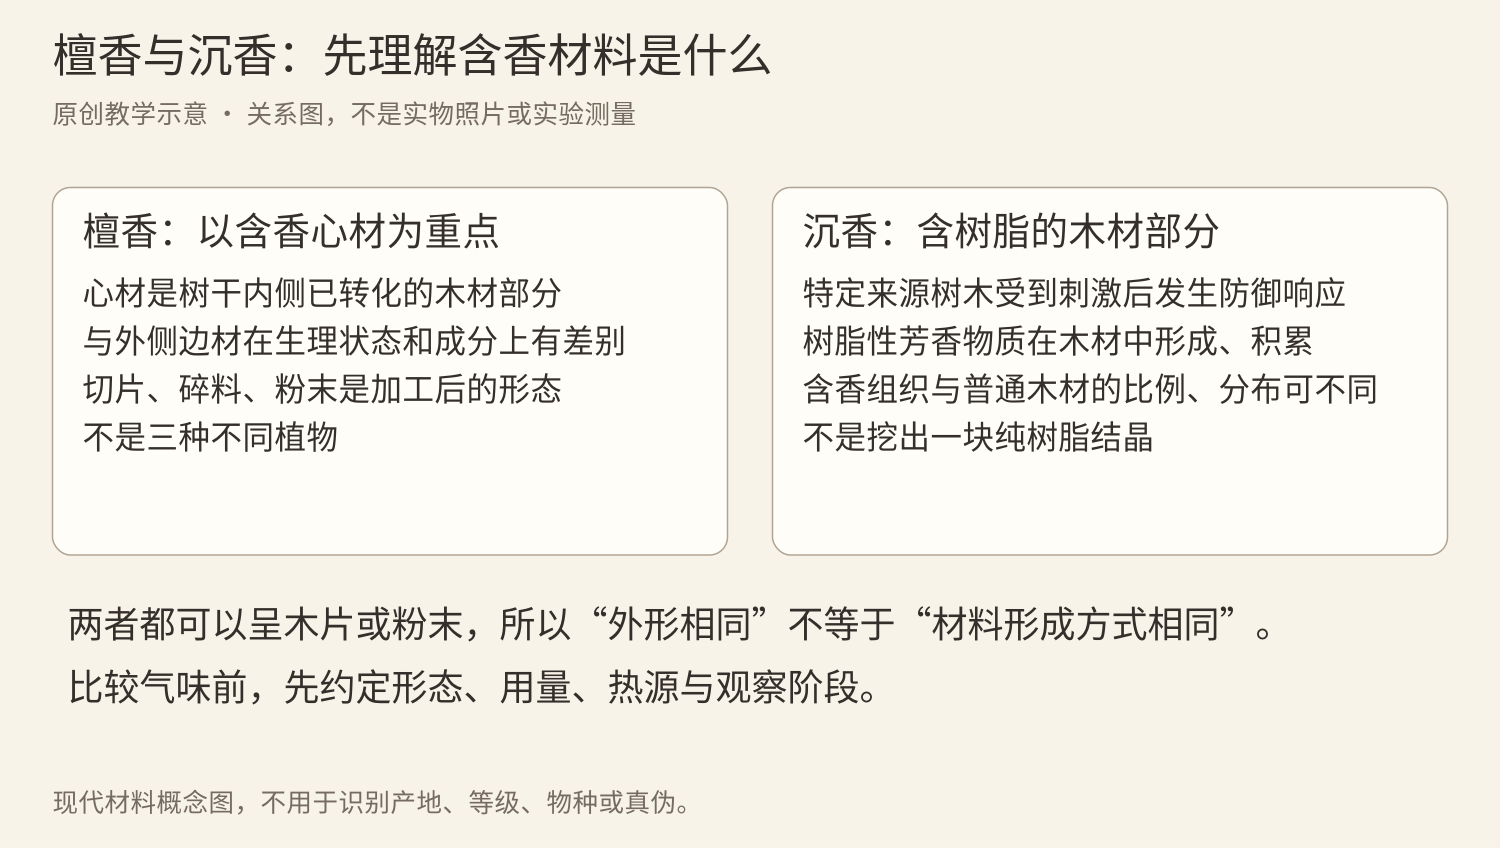 檀香与沉香：先理解含香材料是什么
原创教学示意 · 关系图，不是实物照片或实验测量
檀香：以含香心材为重点
心材是树干内侧已转化的木材部分
与外侧边材在生理状态和成分上有差别
切片、碎料、粉末是加工后的形态
不是三种不同植物
沉香：含树脂的木材部分
特定来源树木受到刺激后发生防御响应
树脂性芳香物质在木材中形成、积累
含香组织与普通木材的比例、分布可不同
不是挖出一块纯树脂结晶
两者都可以呈木片或粉末，所以“外形相同”不等于“材料形成方式相同”。
比较气味前，先约定形态、用量、热源与观察阶段。
现代材料概念图，不用于识别产地、等级、物种或真伪。